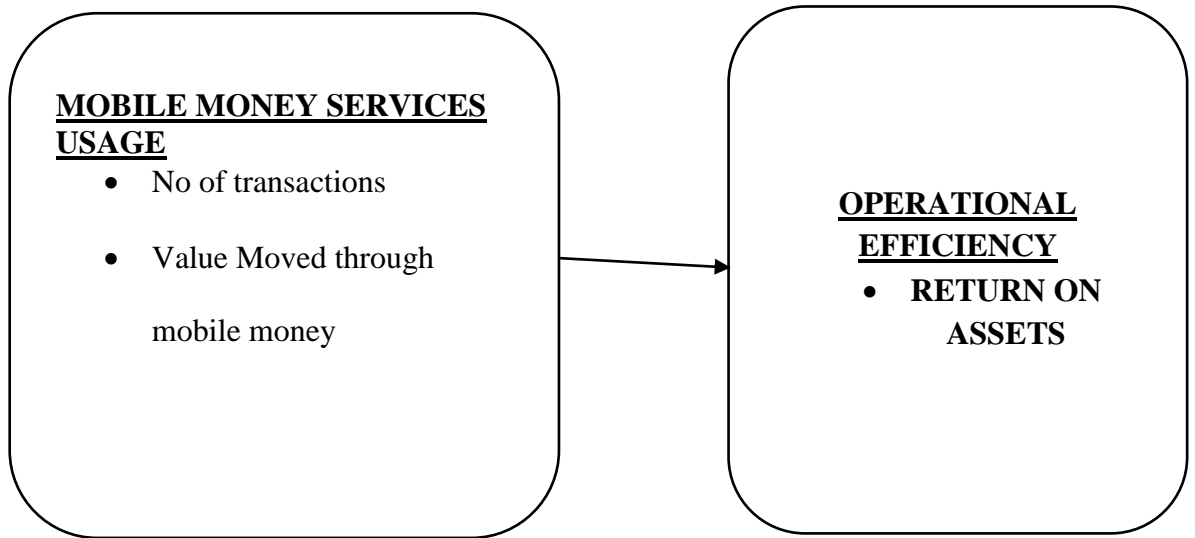 MOBILE MONEY SERVICES
USAGE
• No of transactions
• Value Moved through
mobile money
OPERATIONAL
EFFICIENCY
• RETURN ON
ASSETS